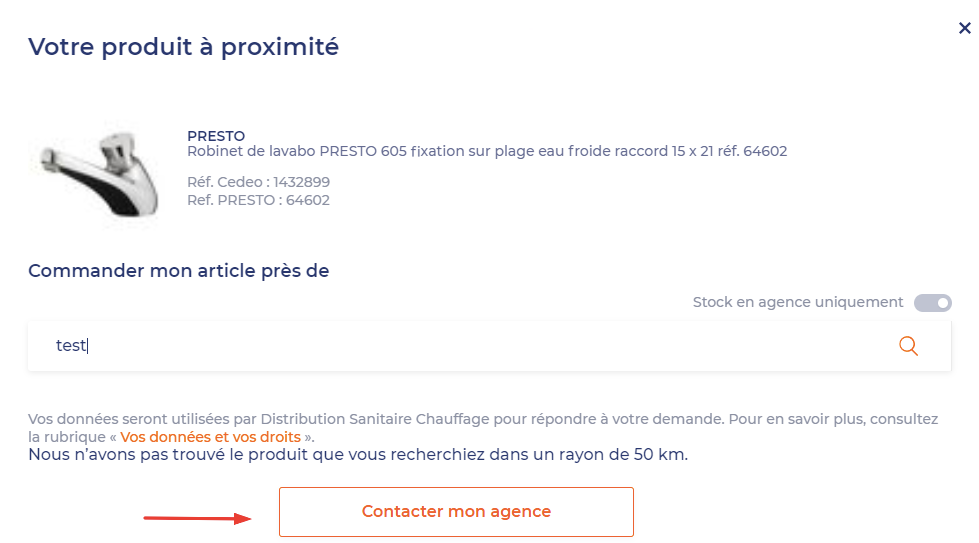 Votre produit à proximité
PRESTO
Robinet de lavabo PRESTO 605 fixation sur plage eau froide raccord 15 x 21 réf. 64602
Réf. Cedeo : 1432899
Ref. PRESTO : 64602
Commander mon article près de
Stock en agence uniquement
test
Vos données seront utilisées par Distribution Sanitaire Chauffage pour répondre à votre demande. Pour en savoir plus, consultez
la rubrique « Vos données et vos droits ».
Nous n’avons pas trouvé le produit que vous recherchiez dans un rayon de 50 km.
Contacter mon agence